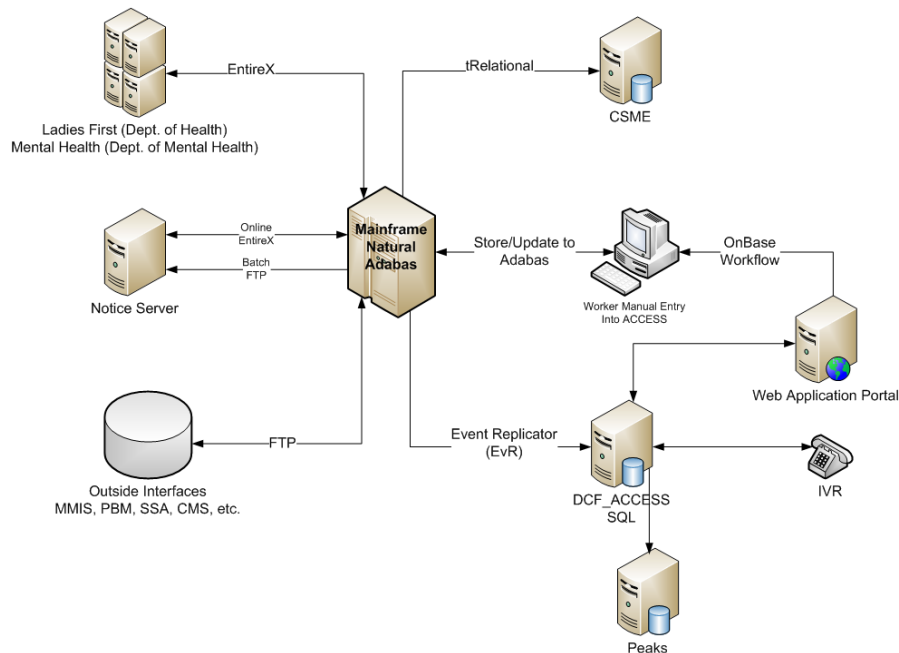 EntireX
tRelational
Ladies First (Dept. of Health)
Mental Health (Dept. of Mental Health)
CSME
Online
EntireX
Batch
FTP
Notice Server
Mainframe
Natural
Adabas
Store/Update to
Adabas
Worker Manual Entry
Into ACCESS
OnBase
Workflow
Web Application Portal
FTP
Outside Interfaces
MMIS, PBM, SSA, CMS, etc.
Event Replicator
(EvR)
DCF_ACCESS
SQL
IVR
Peaks